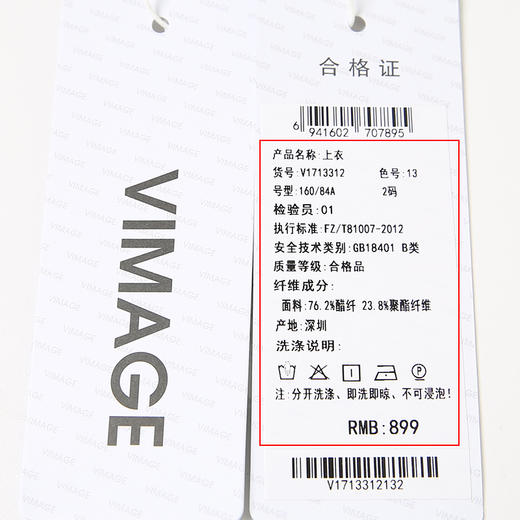 VIMAGE
合格证
6 941602 707895
产品名称:上衣
货号:V1713312 色号:13
号型:160/84A 2码
检验员:01
执行标准:FZ/T81007-2012
安全技术类别:GB18401 B类
质量等级:合格品
纤维成分:
面料:76.2%醋纤 23.8%聚酯纤维
产地:深圳
洗涤说明:
P
注:分开洗涤、即洗即晾、不可浸泡!
RMB:899
V1713312132